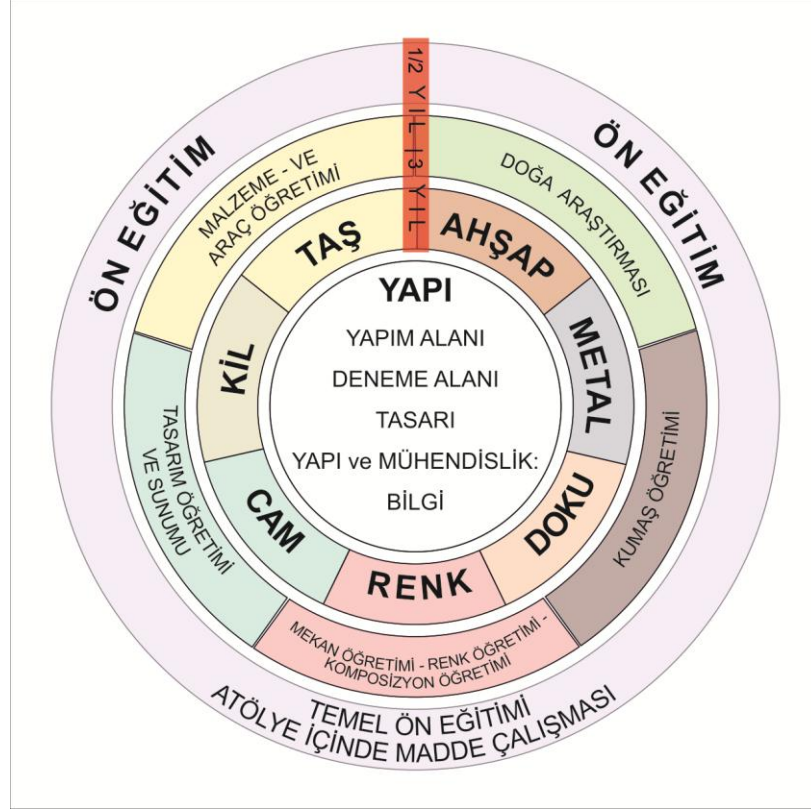 1/2 YIL | 3 YIL
ÖN EĞİTİM
ÖN EĞİTİM
MALZEME - VE
ARAÇ ÖĞRETİMİ
DOĞA ARAŞTIRMASI
KUMAŞ ÖĞRETİMİ
MEKAN ÖĞRETİMİ - RENK ÖĞRETİMİ -
KOMPOSİZYON ÖĞRETİMİ
TASARIM ÖĞRETİMİ
VE SUNUMU
TAŞ
AHŞAP
METAL
DOKU
RENK
CAM
KİL
YAPI
YAPIM ALANI
DENEME ALANI
TASARI
YAPI ve MÜHENDİSLİK:
BİLGİ
TEMEL ÖN EĞİTİMİ
ATÖLYE İÇİNDE MADDE ÇALIŞMASI